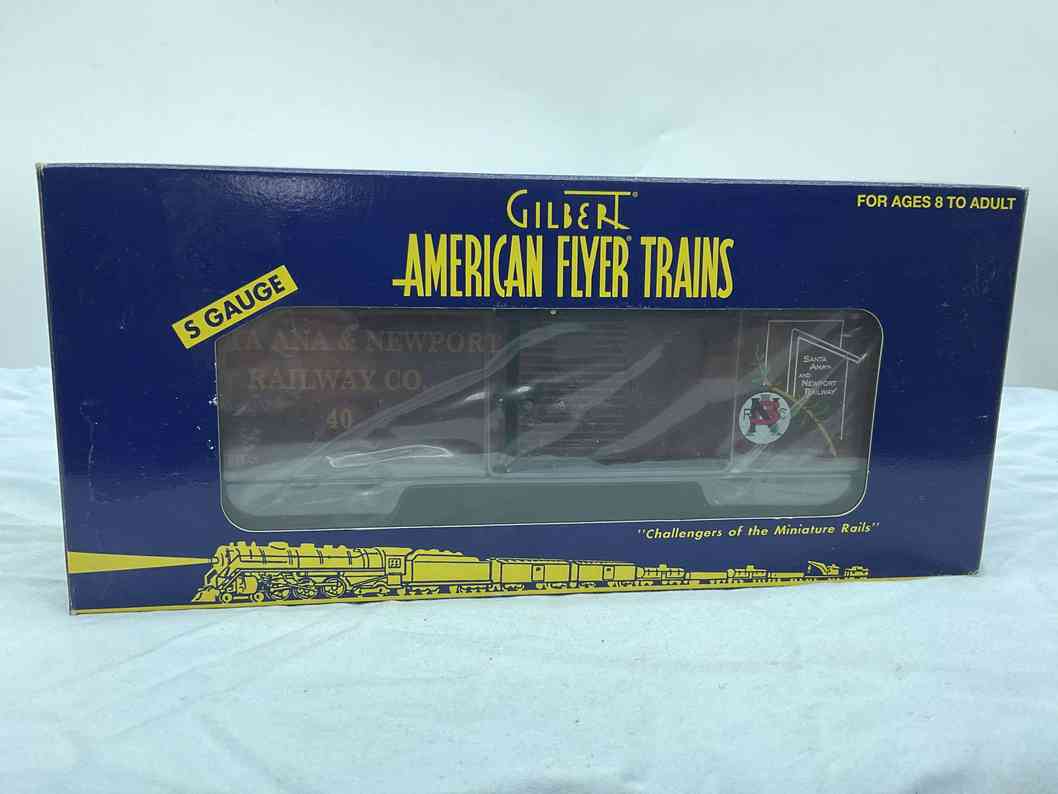 GILBERT®
AMERICAN FLYER® TRAINS
FOR AGES 8 TO ADULT
S GAUGE
TA ANA & NEWPORT
RAILWAY CO.
40
SANTA
ANA
AND
NEWPORT
RAILWAY
R C
"Challengers of the Miniature Rails"